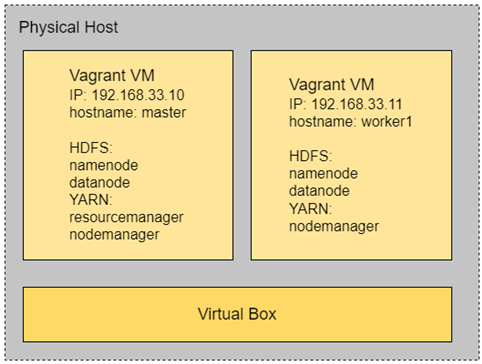 Physical Host
Vagrant VM
IP: 192.168.33.10
hostname: master
HDFS:
namenode
datanode
YARN:
resourcemanager
nodemanager
Vagrant VM
IP: 192.168.33.11
hostname: worker1
HDFS:
namenode
datanode
YARN:
nodemanager
Virtual Box